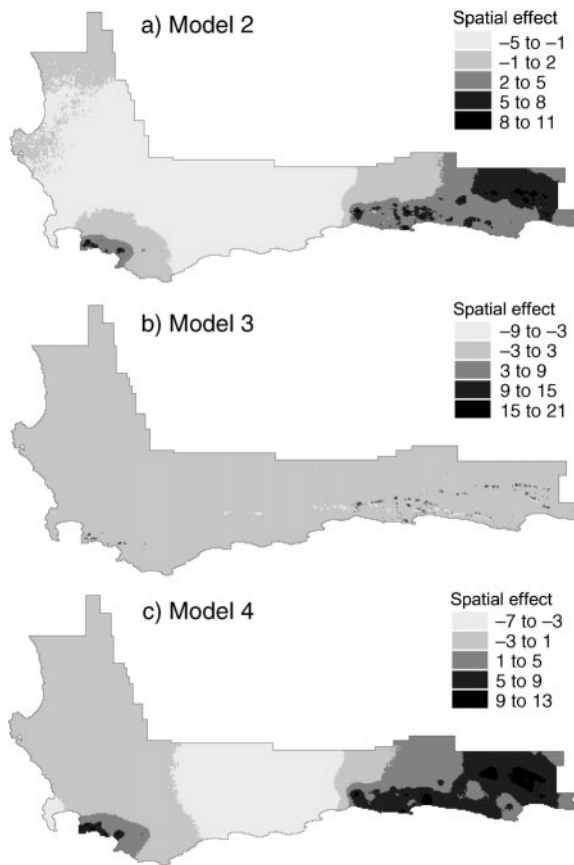 a) Model 2
Spatial effect
–5 to –1
–1 to 2
2 to 5
5 to 8
8 to 11
b) Model 3
Spatial effect
–9 to –3
–3 to 3
3 to 9
9 to 15
15 to 21
c) Model 4
Spatial effect
–7 to –3
–3 to 1
1 to 5
5 to 9
9 to 13